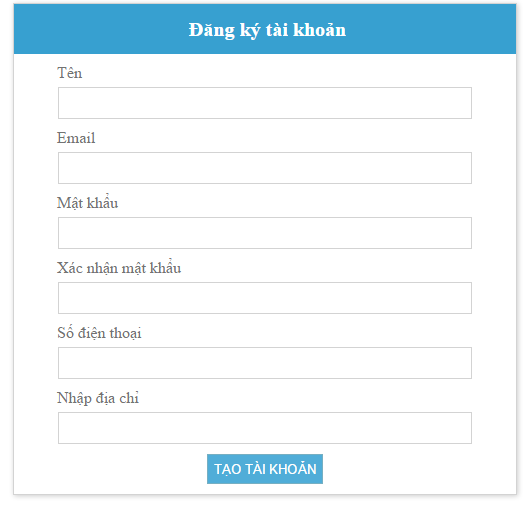 Đăng ký tài khoản
Tên
Email
Mật khẩu
Xác nhận mật khẩu
Số điện thoại
Nhập địa chỉ
TẠO TÀI KHOẢN